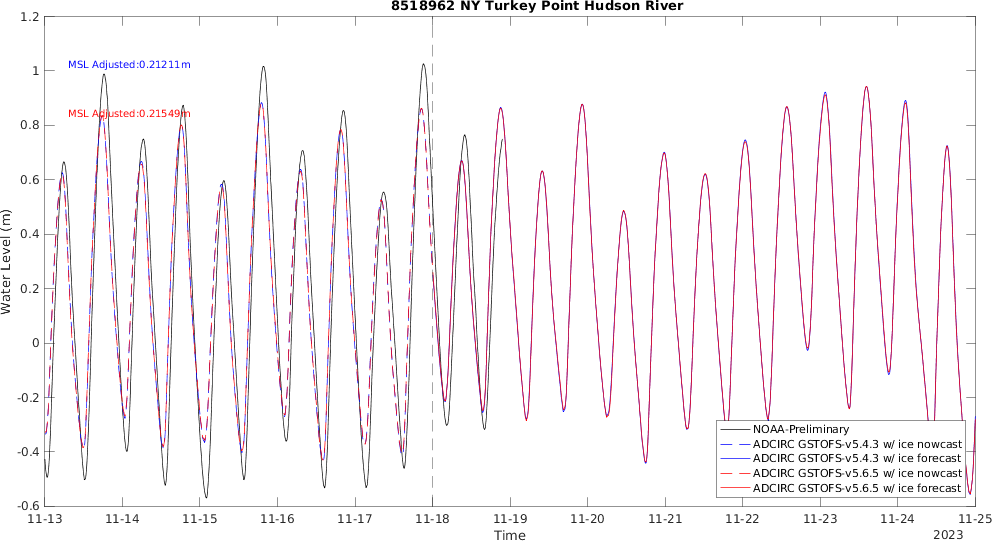 8518962 NY Turkey Point Hudson River
1.2
1
0.8
0.6
0.4
0.2
0
-0.2
-0.4
-0.6
Water Level (m)
MSL Adjusted:0.21211m
MSL Adjusted:0.21549m
NOAA-Preliminary
ADCIRC GSTOFS-v5.4.3 w/ ice nowcast
ADCIRC GSTOFS-v5.4.3 w/ ice forecast
ADCIRC GSTOFS-v5.6.5 w/ ice nowcast
ADCIRC GSTOFS-v5.6.5 w/ ice forecast
11-13 11-14 11-15 11-16 11-17 11-18 11-19 11-20 11-21 11-22 11-23 11-24 11-25
Time
2023